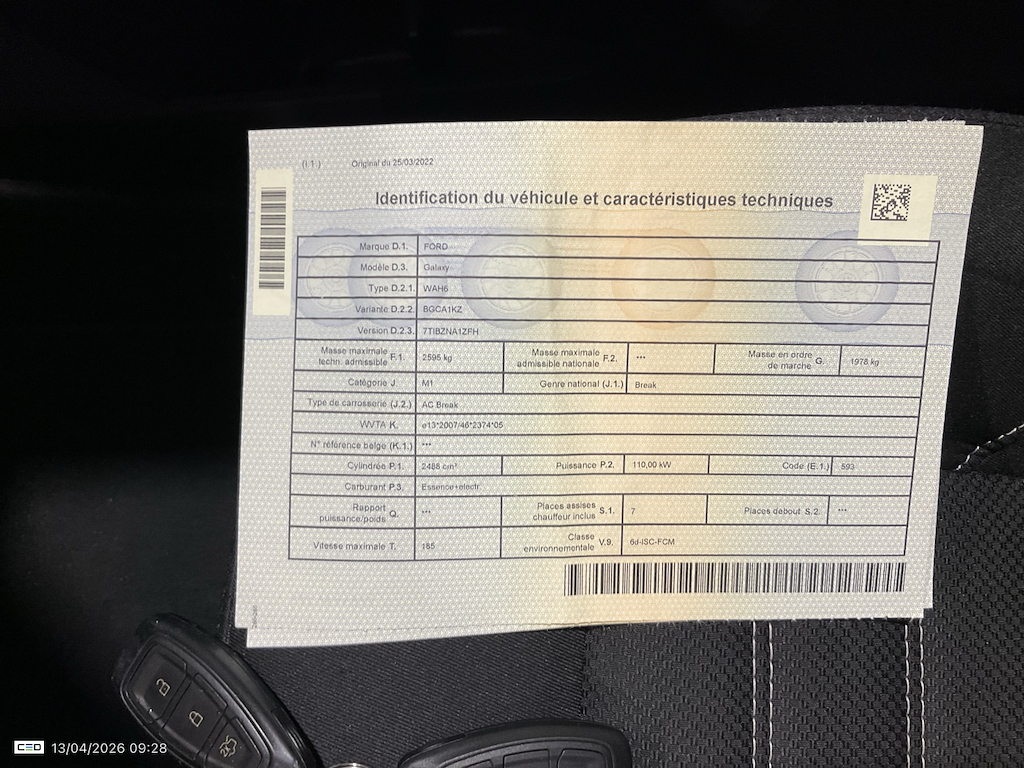 (I.1.) Original du 25/03/2022
Identification du véhicule et caractéristiques techniques
Marque D.1. FORD
Modèle D.3. Galaxy
Type D.2.1. WAH6
Variante D.2.2. BGCA1KZ
Version D.2.3. 7TIBZNA1ZFH
Masse maximale techn. admissible F.1. 2595 kg Masse maximale admissible nationale F.2. *** Masse en ordre de marche G. 1978 kg
Catégorie J. M1 Genre national (J.1.) Break
Type de carrosserie (J.2.) AC Break
WVTA K. e13*2007/46*2374*05
N° référence belge (K.1.) ***
Cylindrée P.1. 2488 cm³ Puissance P.2. 110,00 kW Code (E.1.) 593
Carburant P.3. Essence+electr.
Rapport puissance/poids Q. *** Places assises chauffeur inclus S.1. 7 Places debout S.2. ***
Vitesse maximale T. 185 Classe environnementale V.9. 6d-ISC-FCM
CED 13/04/2026 09:28